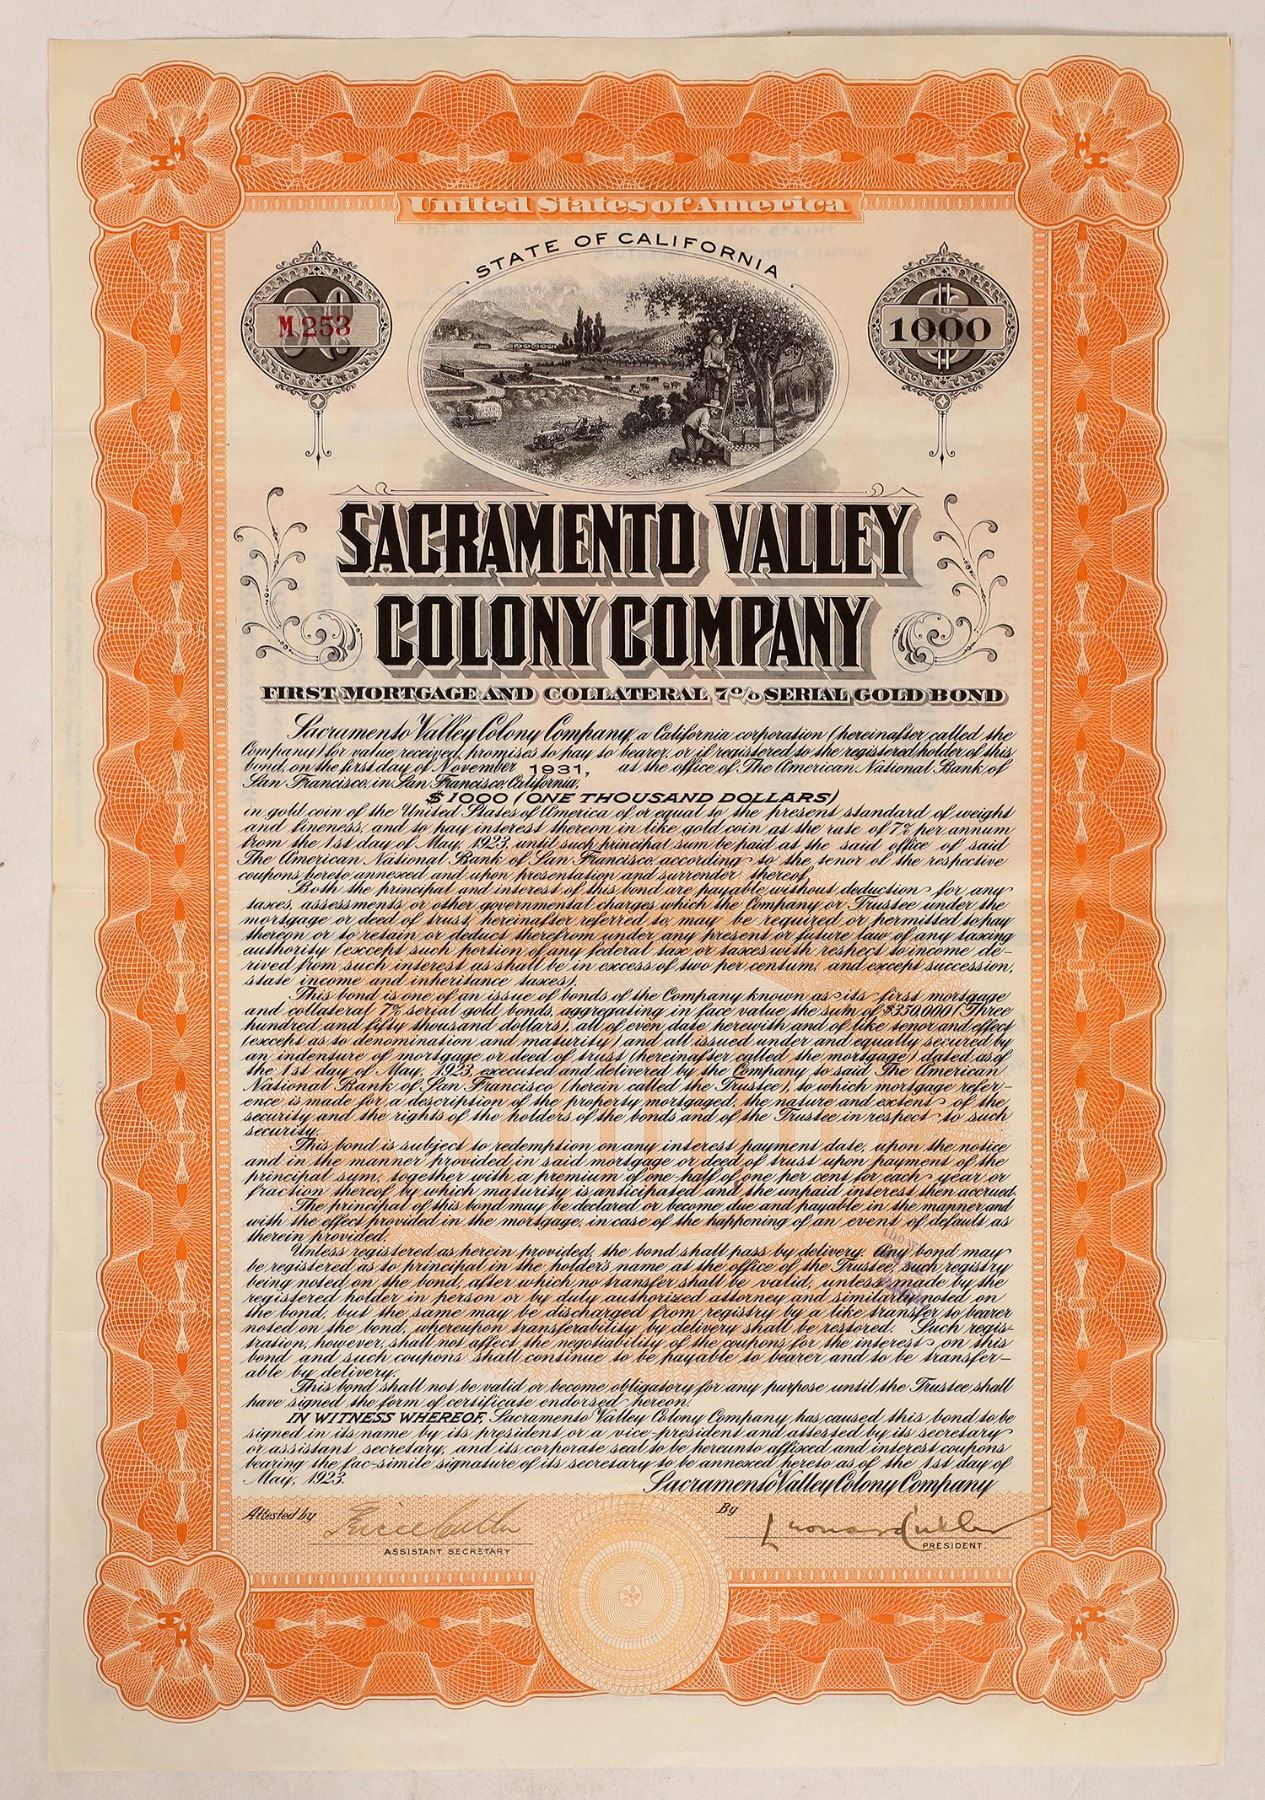 United States of America
STATE OF CALIFORNIA
M 253
1000
SACRAMENTO VALLEY
COLONY COMPANY
FIRST MORTGAGE AND COLLATERAL 7% SERIAL GOLD BOND
Sacramento Valley Colony Company, a California corporation (hereinafter called the
Company) for value received, promises to pay to bearer, or if registered to the registered holder of this
bond, on the first day of November 1931, at the office of The American National Bank of
San Francisco, in San Francisco, California,
$1000 (ONE THOUSAND DOLLARS)
in gold coin of the United States of America of or equal to the present standard of weight
and fineness, and to pay interest thereon in like gold coin at the rate of 7% per annum
from the 1st day of May, 1923, until such principal sum be paid at the said office of said
The American National Bank of San Francisco, according to the tenor of the respective
coupons hereto annexed and upon presentation and surrender thereof.
Both the principal and interest of this bond are payable without deduction for any
taxes, assessments or other governmental charges which the Company or Trustee under the
mortgage or deed of trust, hereinafter referred to, may be required or permitted to pay
thereon or to retain or deduct therefrom under any present or future law of any taxing
authority (except such portion of any federal tax or taxes with respect to income de-
rived from such interest as shall be in excess of two per centum, and except succession,
state income and inheritance taxes).
This bond is one of an issue of bonds of the Company known as its first mortgage
and collateral 7% serial gold bonds, aggregating in face value the sum of $350,000 (Three
hundred and fifty thousand dollars), all of even date herewith and of like tenor and effect
(except as to denomination and maturity) and all issued under and equally secured by
an indenture of mortgage or deed of trust (hereinafter called the mortgage) dated as of
the 1st day of May, 1923, executed and delivered by the Company to said The American
National Bank of San Francisco (herein called the Trustee), to which mortgage refer-
ence is made for a description of the property mortgaged, the nature and extent of the
security and the rights of the holders of the bonds and of the Trustee in respect to such
security.
This bond is subject to redemption on any interest payment date, upon the notice
and in the manner provided in said mortgage or deed of trust upon payment of the
principal sum, together with a premium of one half of one per cent for each year or
fraction thereof by which maturity is anticipated and the unpaid interest then accrued.
The principal of this bond may be declared or become due and payable in the manner and
with the effect provided in the mortgage, in case of the happening of an event of default as
therein provided.
Unless registered as herein provided, the bond shall pass by delivery. Any bond may
be registered as to principal in the holder's name at the office of the Trustee, such registry
being noted on the bond, after which no transfer shall be valid, unless made by the
registered holder in person or by duly authorized attorney and similarly noted on
the bond, but the same may be discharged from registry by a like transfer to bearer
noted on the bond, whereupon transferability by delivery shall be restored. Such regis-
tration, however, shall not affect the negotiability of the coupons for the interest on this
bond and such coupons shall continue to be payable to bearer and to be transfer-
able by delivery.
This bond shall not be valid or become obligatory for any purpose until the Trustee shall
have signed the form of certificate endorsed hereon.
IN WITNESS WHEREOF, Sacramento Valley Colony Company has caused this bond to be
signed in its name by its president or a vice-president and attested by its secretary
or assistant secretary, and its corporate seal to be hereunto affixed and interest coupons
bearing the fac-simile signature of its secretary to be annexed hereto as of the 1st day of
May, 1923.
Sacramento Valley Colony Company
Attested by
ASSISTANT SECRETARY
By
PRESIDENT